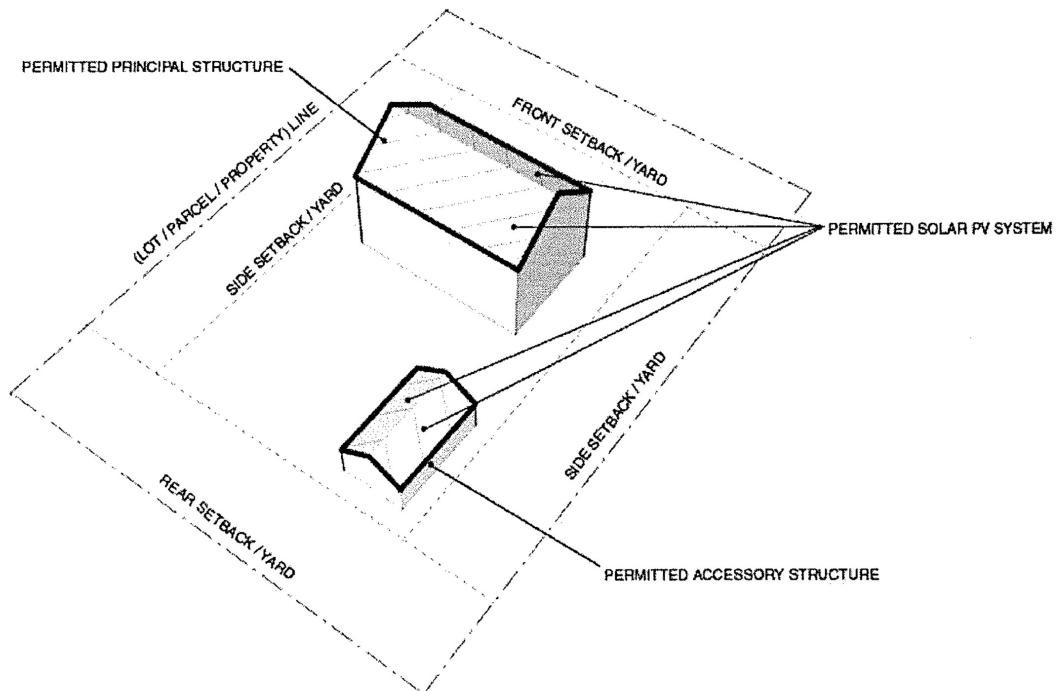 PERMITTED PRINCIPAL STRUCTURE
FRONT SETBACK / YARD
(LOT / PARCEL / PROPERTY) LINE
SIDE SETBACK / YARD
PERMITTED SOLAR PV SYSTEM
SIDE SETBACK / YARD
REAR SETBACK / YARD
PERMITTED ACCESSORY STRUCTURE